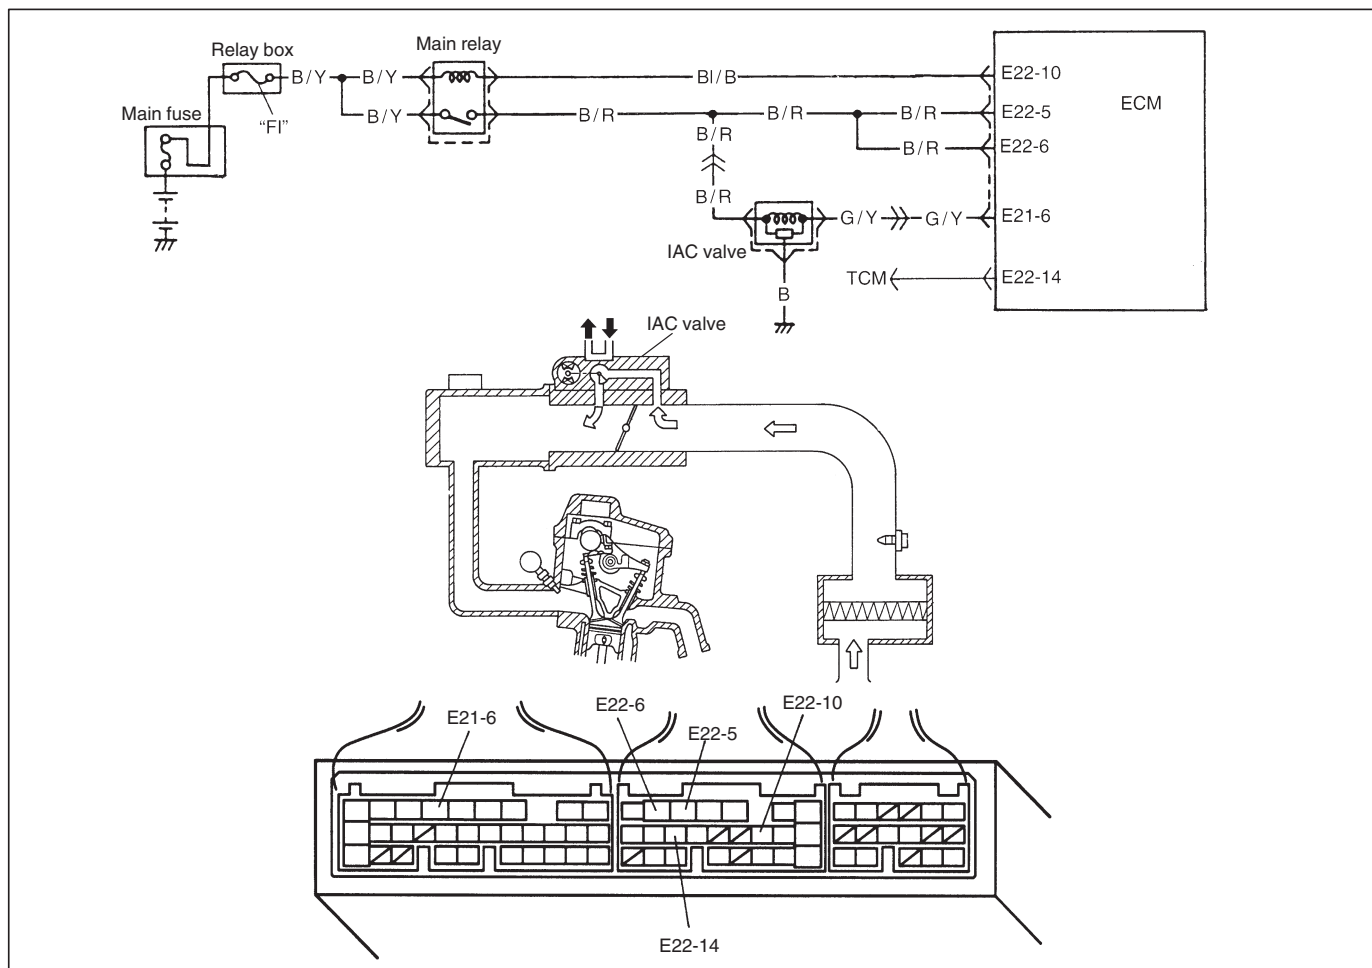 Relay box
Main relay
B/Y
B/Y
Bl/B
E22-10
ECM
"FI"
Main fuse
B/Y
B/R
B/R
B/R
E22-5
B/R
B/R
E22-6
B/R
G/Y
G/Y
E21-6
IAC valve
TCM
E22-14
B
IAC valve
E21-6
E22-6
E22-5
E22-10
E22-14